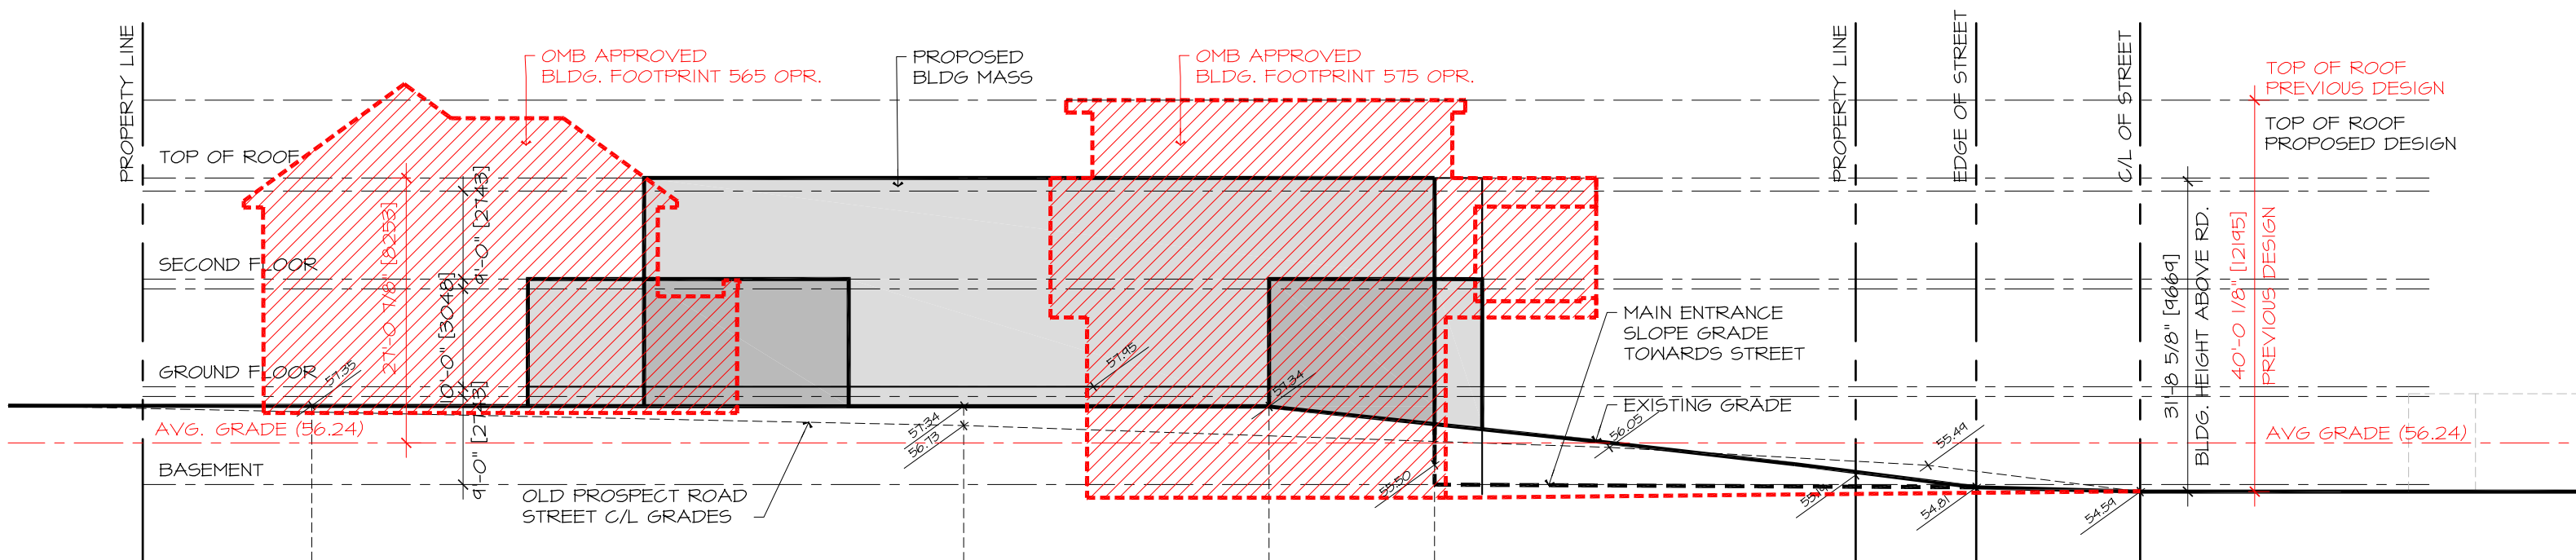 PROPERTY LINE
OMB APPROVED
BLDG. FOOTPRINT 565 OPR.
PROPOSED
BLDG MASS
OMB APPROVED
BLDG. FOOTPRINT 575 OPR.
PROPERTY LINE
EDGE OF STREET
C/L OF STREET
TOP OF ROOF
PREVIOUS DESIGN
TOP OF ROOF
PROPOSED DESIGN
TOP OF ROOF
SECOND FLOOR
GROUND FLOOR
AVG. GRADE (56.24)
BASEMENT
27'-0 7/8" [8253]
9'-0" [2743]
10'-0" [3048]
9'-0" [2743]
57.35
57.34
56.73
57.95
57.34
55.50
56.05
55.49
54.81
54.59
OLD PROSPECT ROAD
STREET C/L GRADES
MAIN ENTRANCE
SLOPE GRADE
TOWARDS STREET
EXISTING GRADE
31'-8 5/8" [9669]
BLDG. HEIGHT ABOVE RD.
40'-0 1/8" [12195]
PREVIOUS DESIGN
AVG GRADE (56.24)